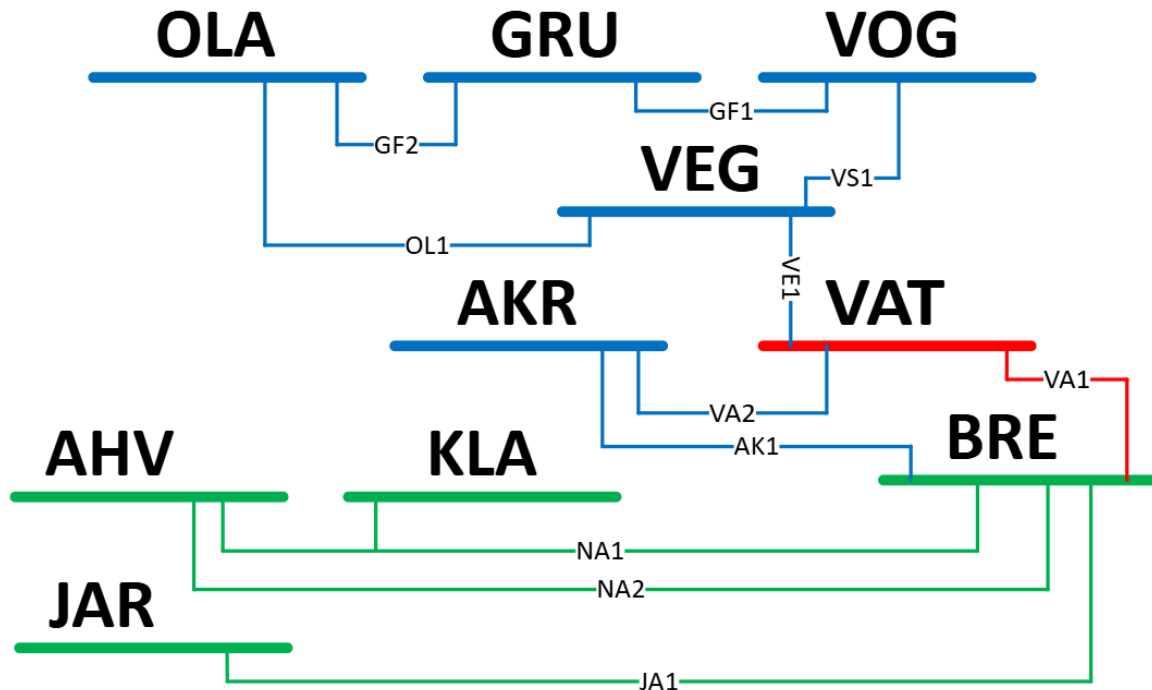 OLA GRU VOG
GF1
GF2
VEG VS1
OL1
VE1
AKR VAT
VA1
VA2
AK1 BRE
AHV KLA
NA1
NA2
JAR
JA1